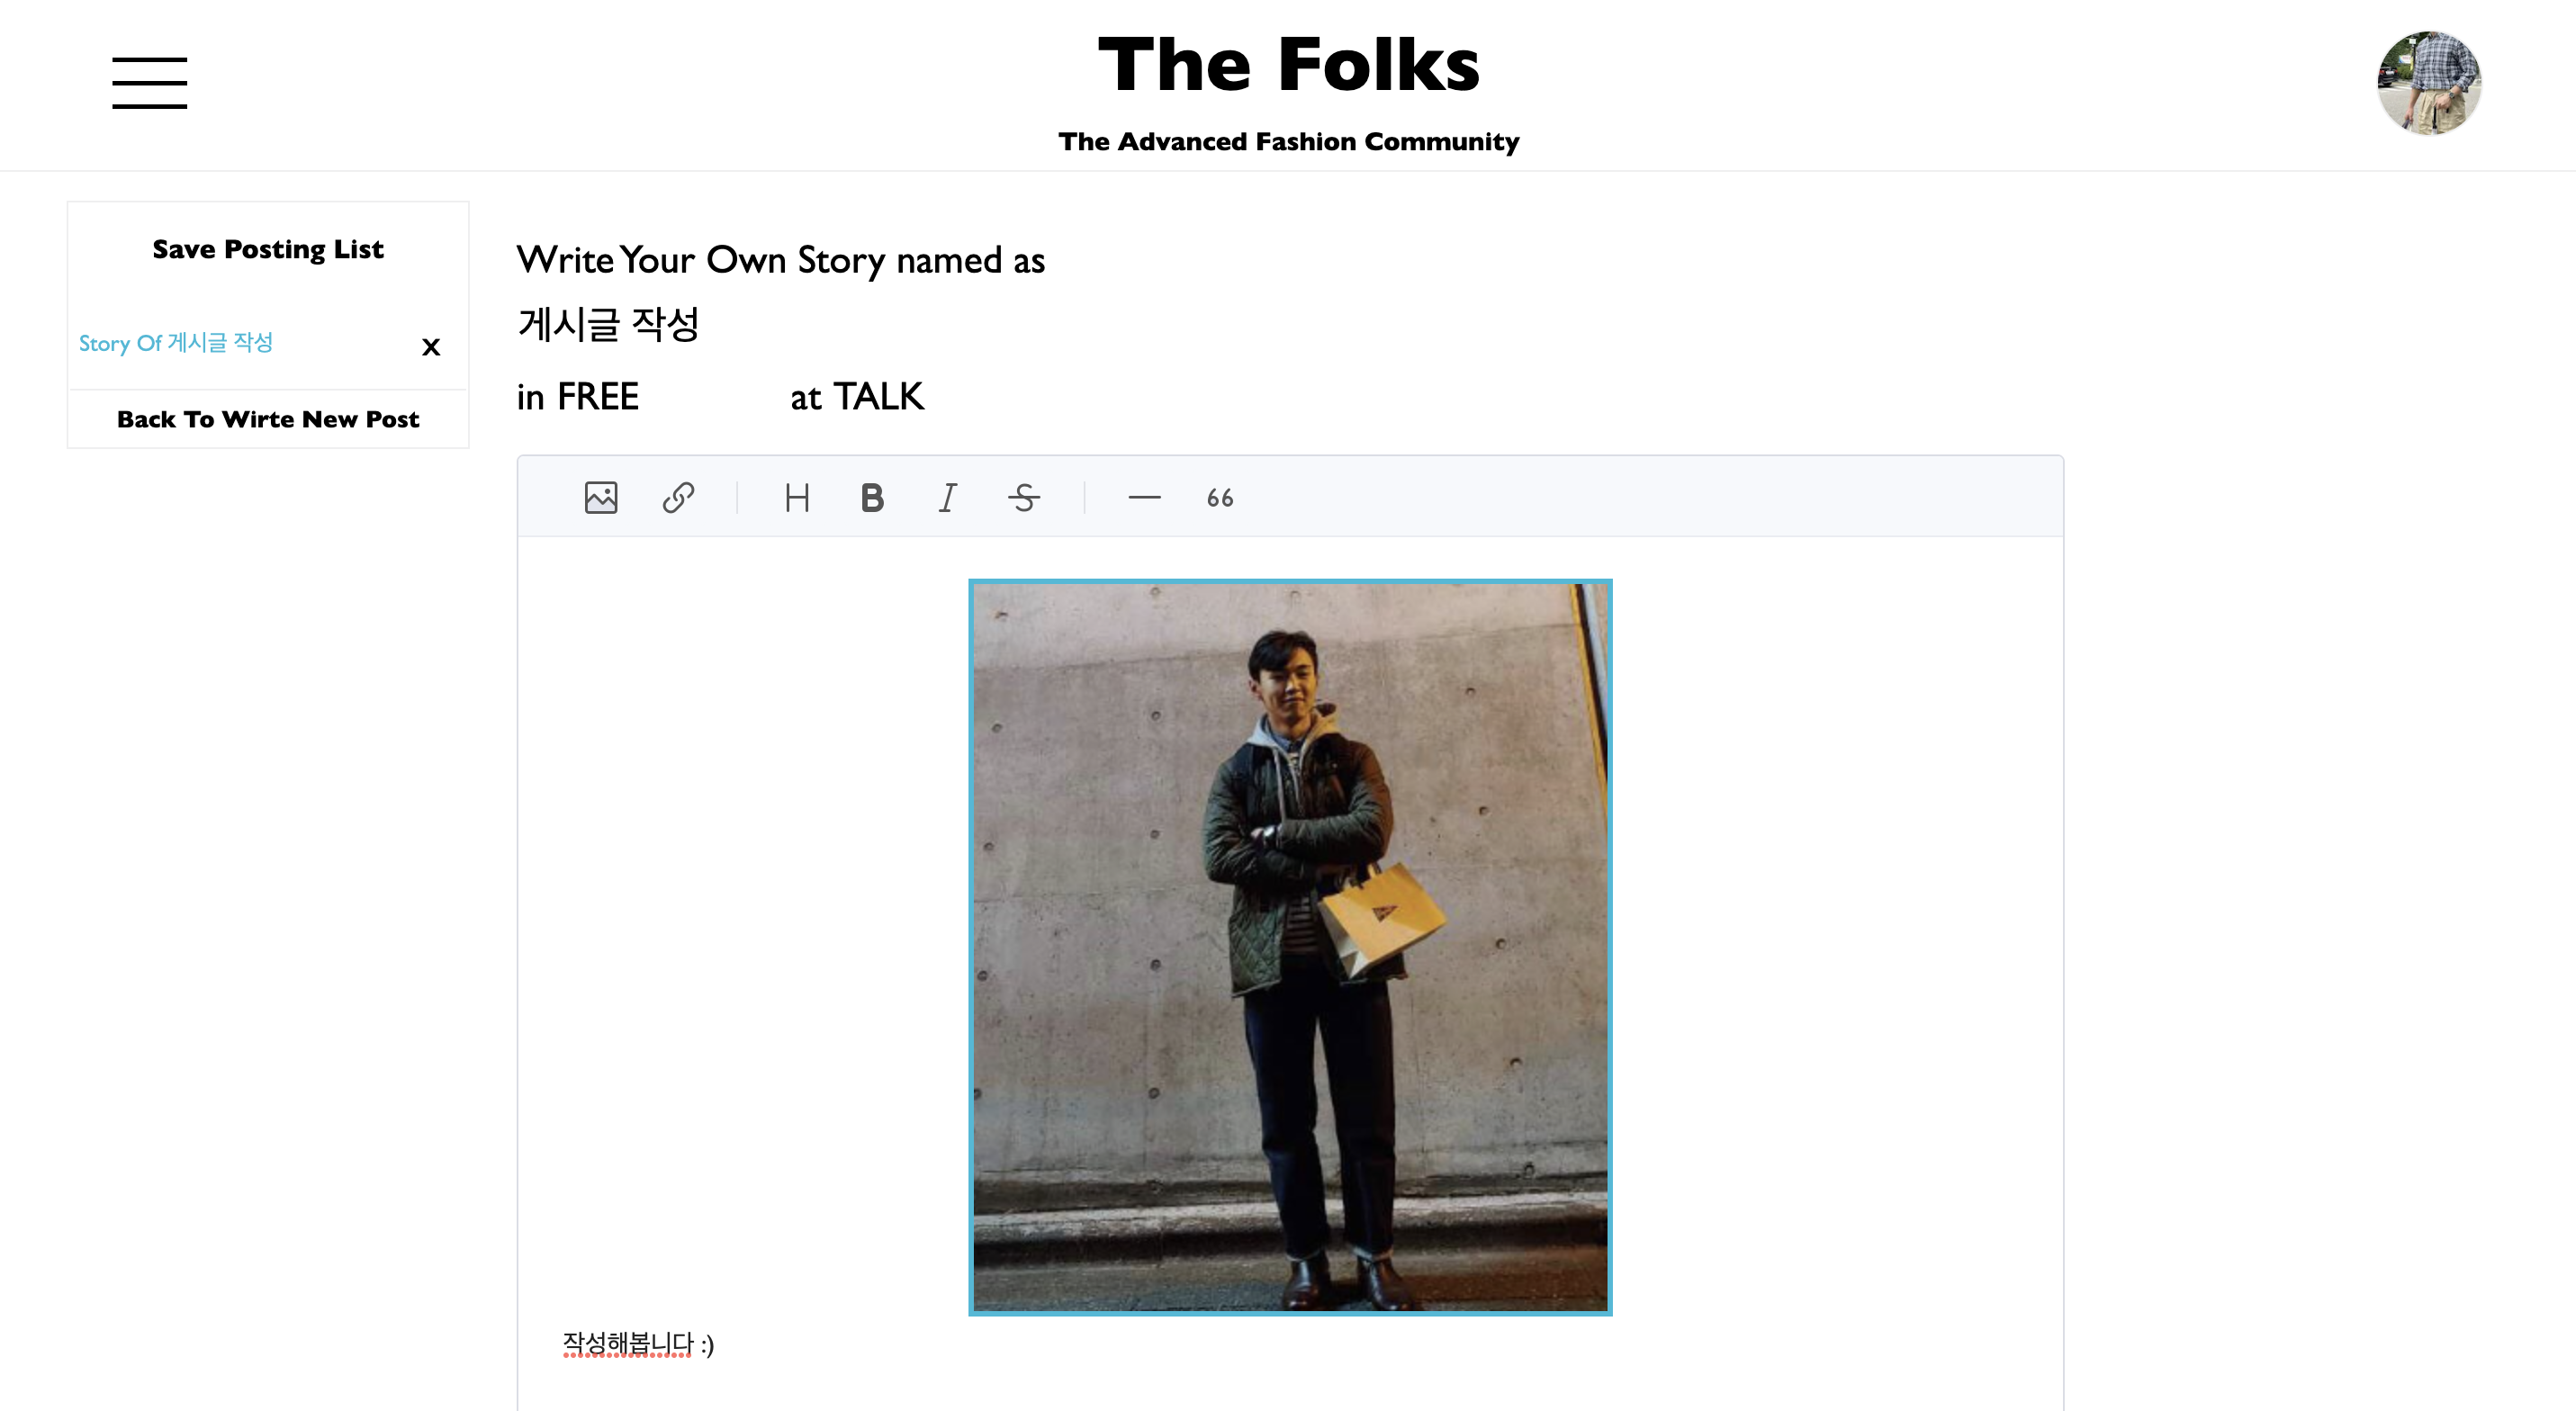 The Folks
The Advanced Fashion Community
Save Posting List
Story Of 게시글 작성
X
Back To Wirte New Post
Write Your Own Story named as
게시글 작성
in FREE at TALK
H B I S — 66
작성해봅니다 :)